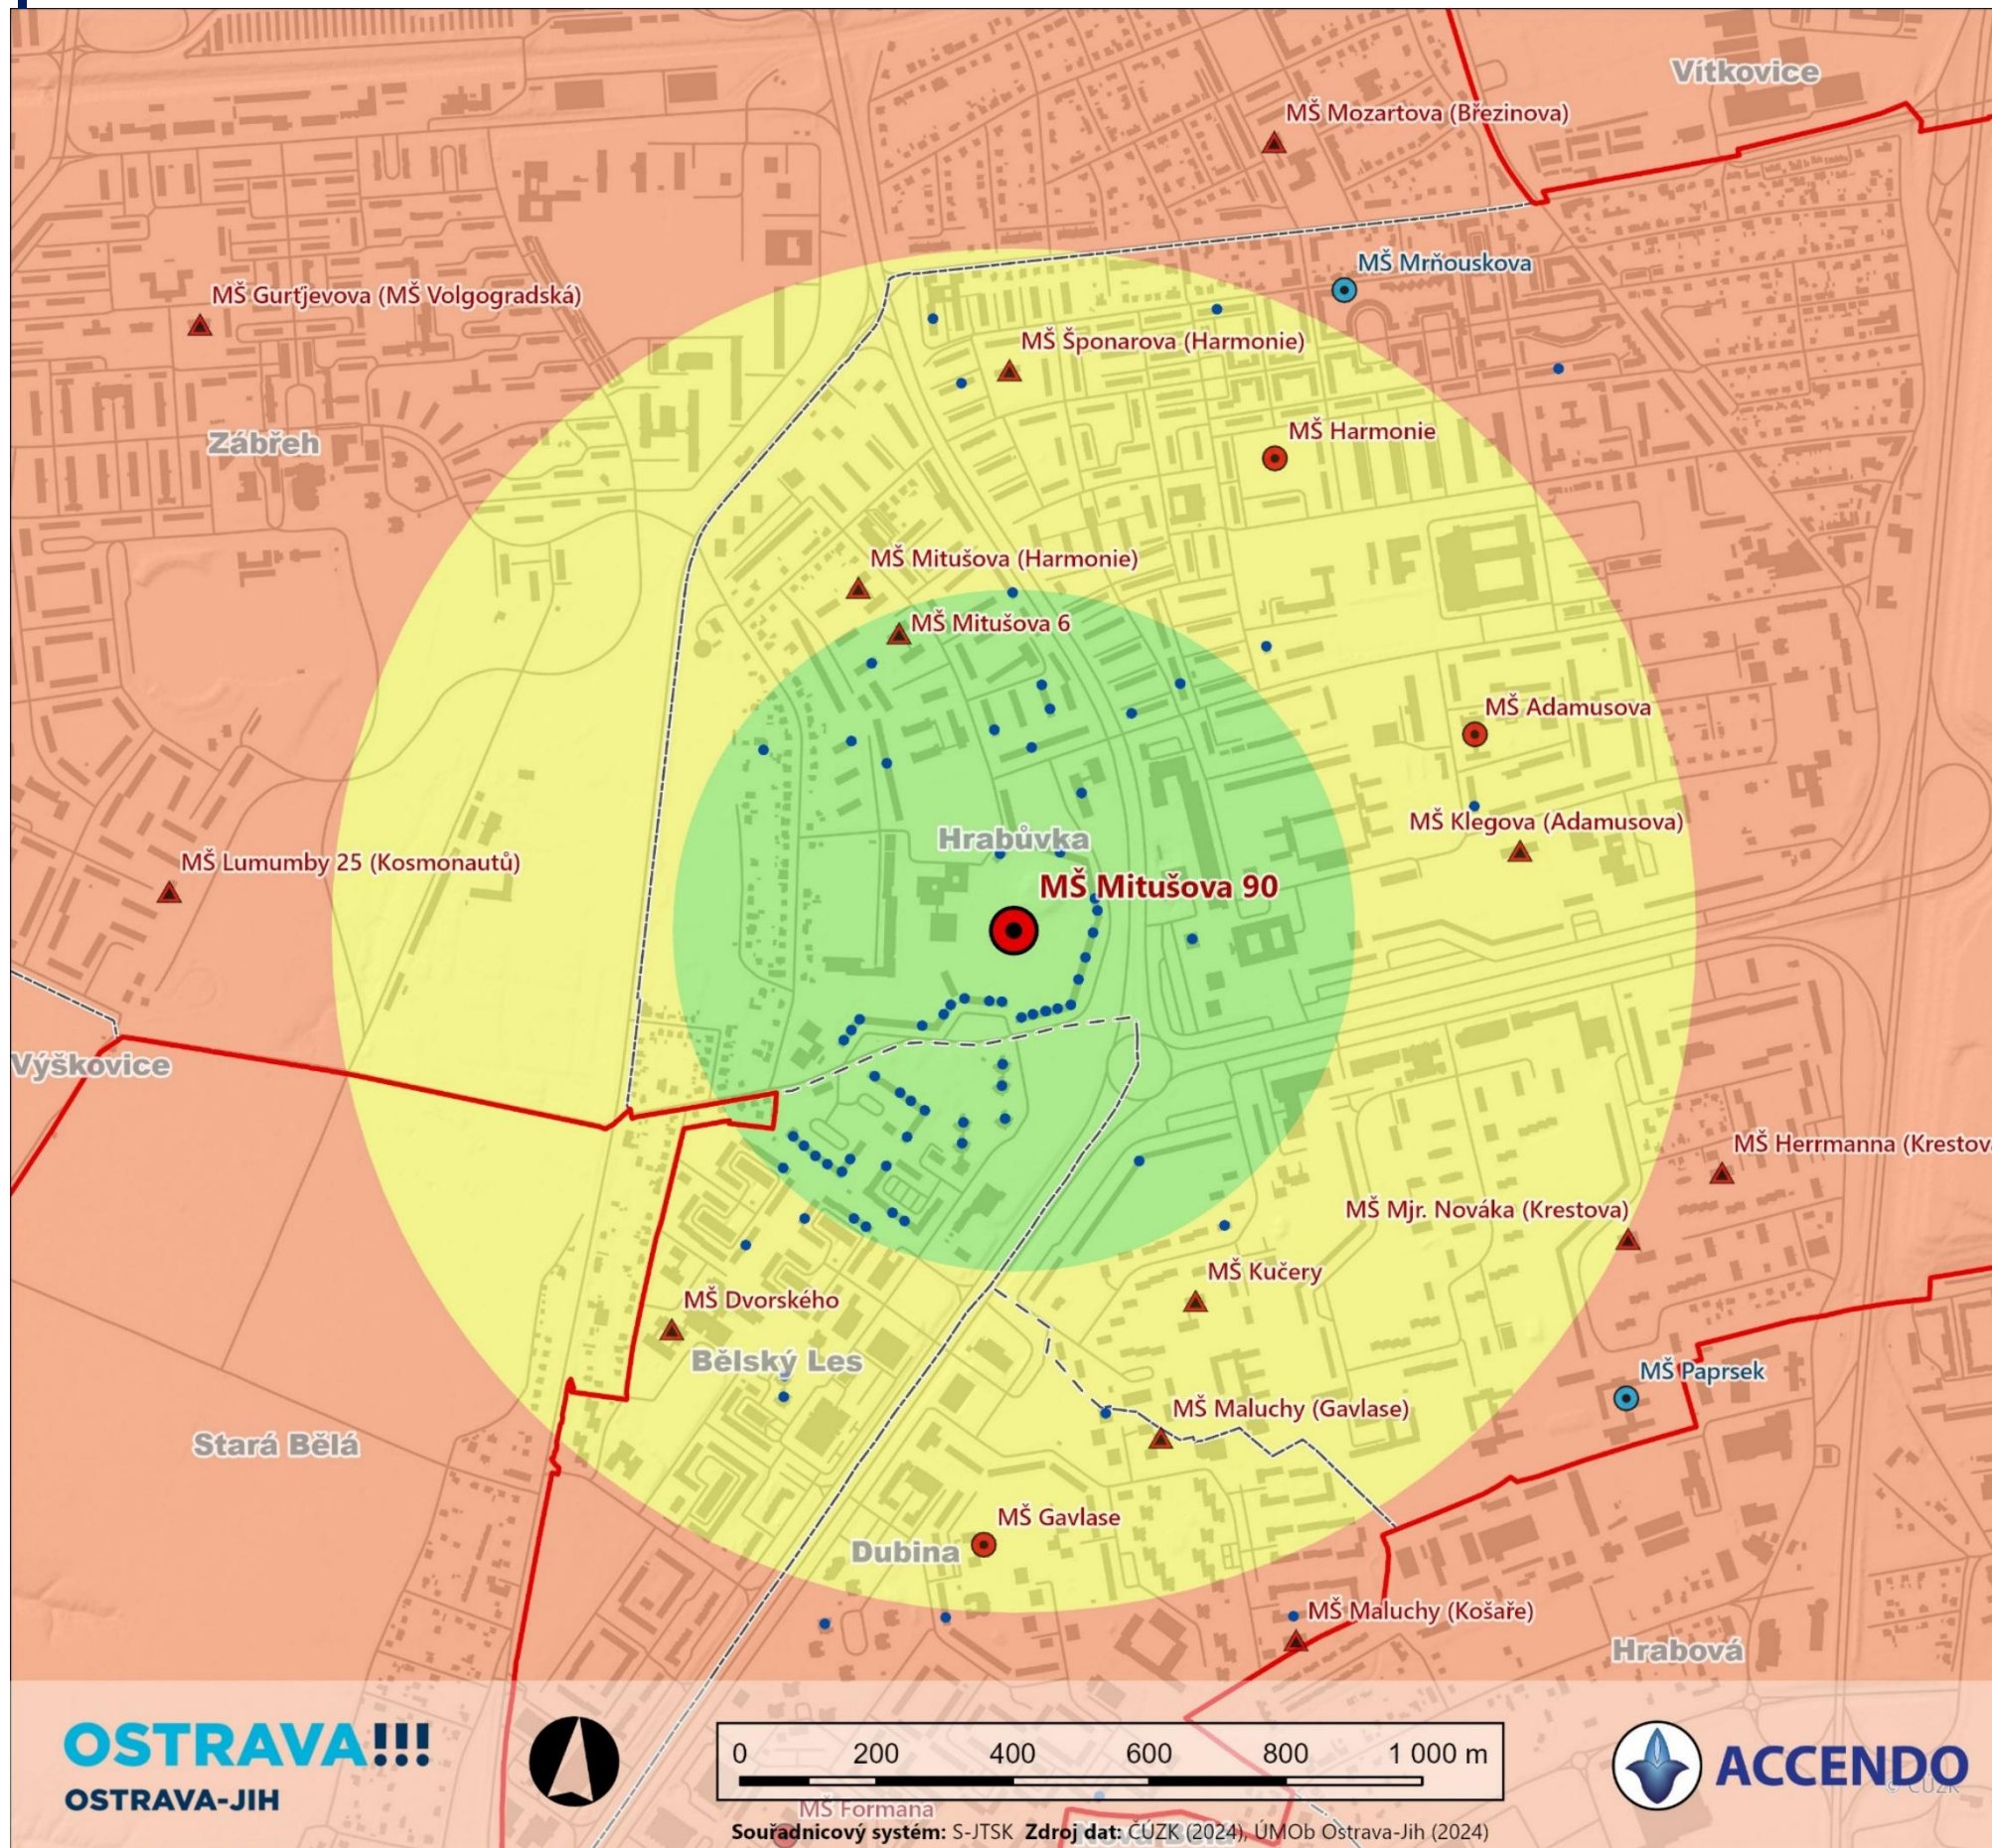 Vítkovice
MŠ Mozartova (Březinova)
MŠ Mrňouskova
MŠ Gurťjevova (MŠ Volgogradská)
MŠ Šponarova (Harmonie)
Zábřeh
MŠ Harmonie
MŠ Mitušova (Harmonie)
MŠ Mitušova 6
MŠ Adamusova
MŠ Klegova (Adamusova)
Hrabůvka
MŠ Lumumby 25 (Kosmonautů)
MŠ Mitušova 90
Výškovice
MŠ Herrmanna (Krestova
MŠ Mjr. Nováka (Krestova)
MŠ Kučery
MŠ Dvorského
Bělský Les
MŠ Paprsek
MŠ Maluchy (Gavlase)
Stará Bělá
MŠ Gavlase
Dubina
MŠ Maluchy (Košaře)
Hrabová
OSTRAVA!!!
OSTRAVA-JIH
0 200 400 600 800 1 000 m
ACCENDO
© ČÚZK
MŠ Formana
Souřadnicový systém: S-JTSK Zdroj dat: ČÚZK (2024), ÚMOb Ostrava-Jih (2024)